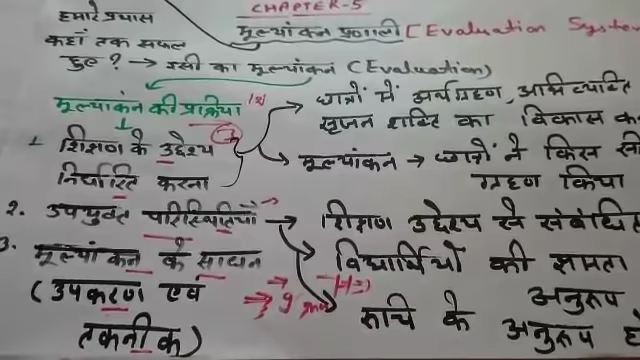 CHAPTER-5
मूल्यांकन प्रणाली [Evaluation System
हमारे प्रयास
कहाँ तक सफल
हुए? → इसी का मूल्यांकन (Evaluation)
मूल्यांकन की प्रक्रिया
1. शिक्षण के उद्देश्य
निर्धारित करना
→ छात्रों में अर्थग्रहण, अभिव्यक्ति
सृजन शक्ति का विकास
→ मूल्यांकन → छात्रों ने किस
ग्रहण किया
2. उपयुक्त परिस्थितियाँ → शिक्षण उद्देश्य से संबंधित
विद्यार्थियों की क्षमता
अनुरूप
रूचि के अनुरूप
3. मूल्यांकन के साधन
(उपकरण एवं
तकनीक)